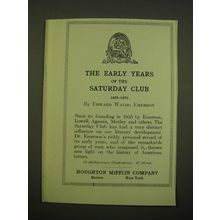 THE EARLY YEARS
OF THE
SATURDAY CLUB
1855-1870
By EDWARD WALDO EMERSON
Since its founding in 1855 by Emerson,
Lowell, Agassiz, Motley and others, The
Saturday Club has had a very distinct
influence on our literary development.
Dr. Emerson's richly personal record of
its early years, and of the remarkable
group of men who composed it, throws
new light on the history of American
letters.
HOUGHTON MIFFLIN COMPANY
Boston New York